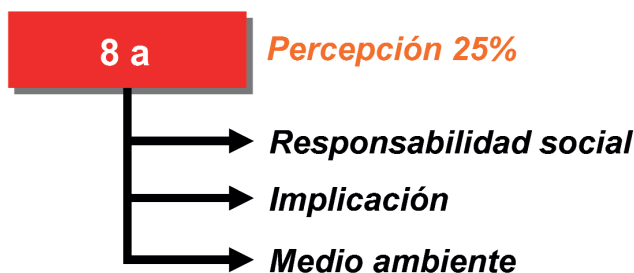 8 a
Percepción 25%
Responsabilidad social
Implicación
Medio ambiente